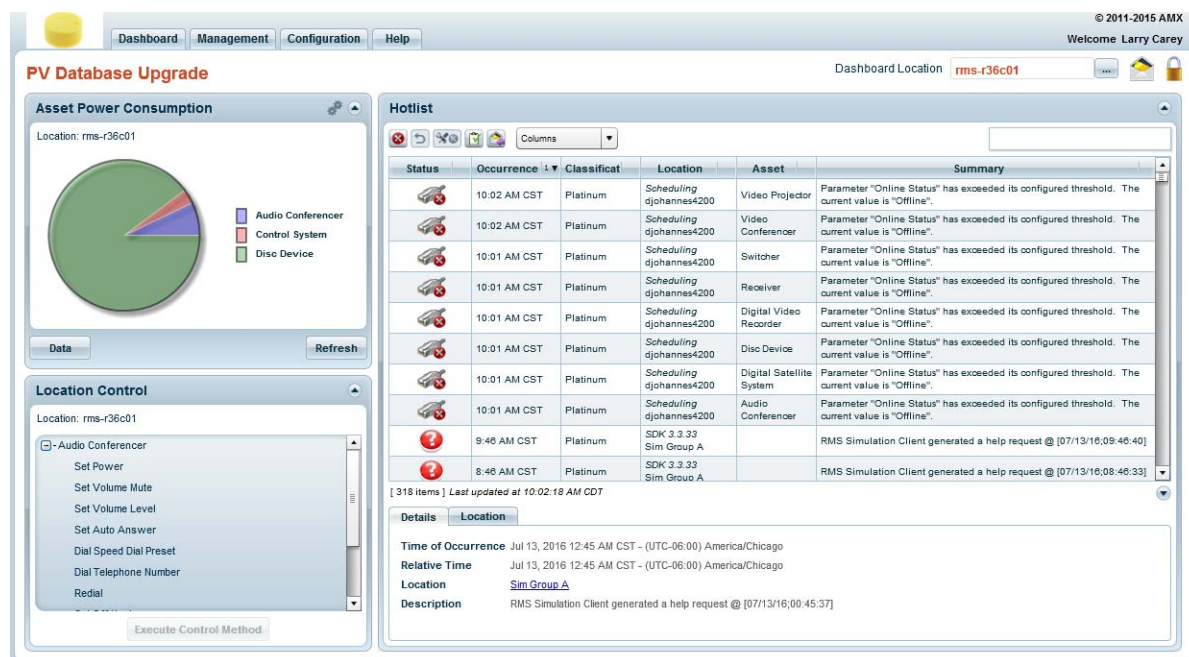 © 2011-2015 AMX
Dashboard Management Configuration Help
Welcome Larry Carey
PV Database Upgrade
Dashboard Location rms-r36c01 ...
Asset Power Consumption
Location: rms-r36c01
Audio Conferencer
Control System
Disc Device
Data Refresh
Location Control
Location: rms-r36c01
Audio Conferencer
Set Power
Set Volume Mute
Set Volume Level
Set Auto Answer
Dial Speed Dial Preset
Dial Telephone Number
Redial
Execute Control Method
Hotlist
Columns
Status Occurrence 1 Classificat Location Asset Summary
10:02 AM CST Platinum Scheduling djohannes4200 Video Projector Parameter "Online Status" has exceeded its configured threshold. The current value is "Offline".
10:02 AM CST Platinum Scheduling djohannes4200 Video Conferencer Parameter "Online Status" has exceeded its configured threshold. The current value is "Offline".
10:01 AM CST Platinum Scheduling djohannes4200 Switcher Parameter "Online Status" has exceeded its configured threshold. The current value is "Offline".
10:01 AM CST Platinum Scheduling djohannes4200 Receiver Parameter "Online Status" has exceeded its configured threshold. The current value is "Offline".
10:01 AM CST Platinum Scheduling djohannes4200 Digital Video Recorder Parameter "Online Status" has exceeded its configured threshold. The current value is "Offline".
10:01 AM CST Platinum Scheduling djohannes4200 Disc Device Parameter "Online Status" has exceeded its configured threshold. The current value is "Offline".
10:01 AM CST Platinum Scheduling djohannes4200 Digital Satellite System Parameter "Online Status" has exceeded its configured threshold. The current value is "Offline".
10:01 AM CST Platinum Scheduling djohannes4200 Audio Conferencer Parameter "Online Status" has exceeded its configured threshold. The current value is "Offline".
9:46 AM CST Platinum SDK 3.3.33 Sim Group A RMS Simulation Client generated a help request @ [07/13/16;09:46:40]
8:46 AM CST Platinum SDK 3.3.33 Sim Group A RMS Simulation Client generated a help request @ [07/13/16;08:46:33]
[ 318 items ] Last updated at 10:02:18 AM CDT
Details Location
Time of Occurrence Jul 13, 2016 12:45 AM CST - (UTC-06:00) America/Chicago
Relative Time Jul 13, 2016 12:45 AM CST - (UTC-06:00) America/Chicago
Location Sim Group A
Description RMS Simulation Client generated a help request @ [07/13/16;00:45:37]